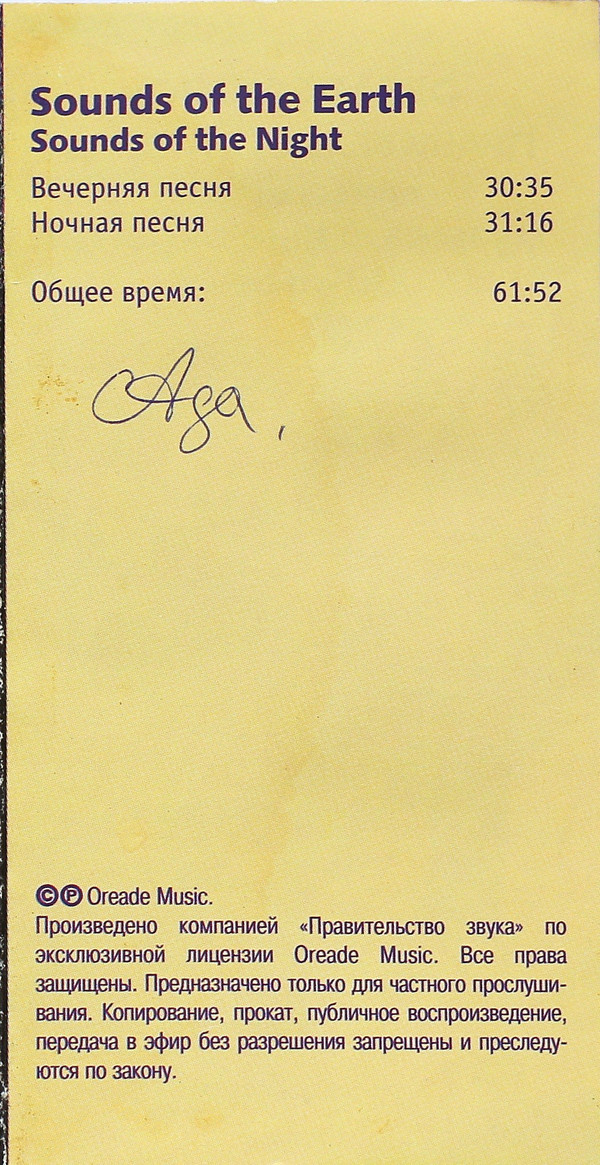 Sounds of the Earth
Sounds of the Night
Вечерняя песня 30:35
Ночная песня 31:16
Общее время: 61:52
Ада,
©℗ Oreade Music.
Произведено компанией «Правительство звука» по
эксклюзивной лицензии Oreade Music. Все права
защищены. Предназначено только для частного прослуши-
вания. Копирование, прокат, публичное воспроизведение,
передача в эфир без разрешения запрещены и преследу-
ются по закону.